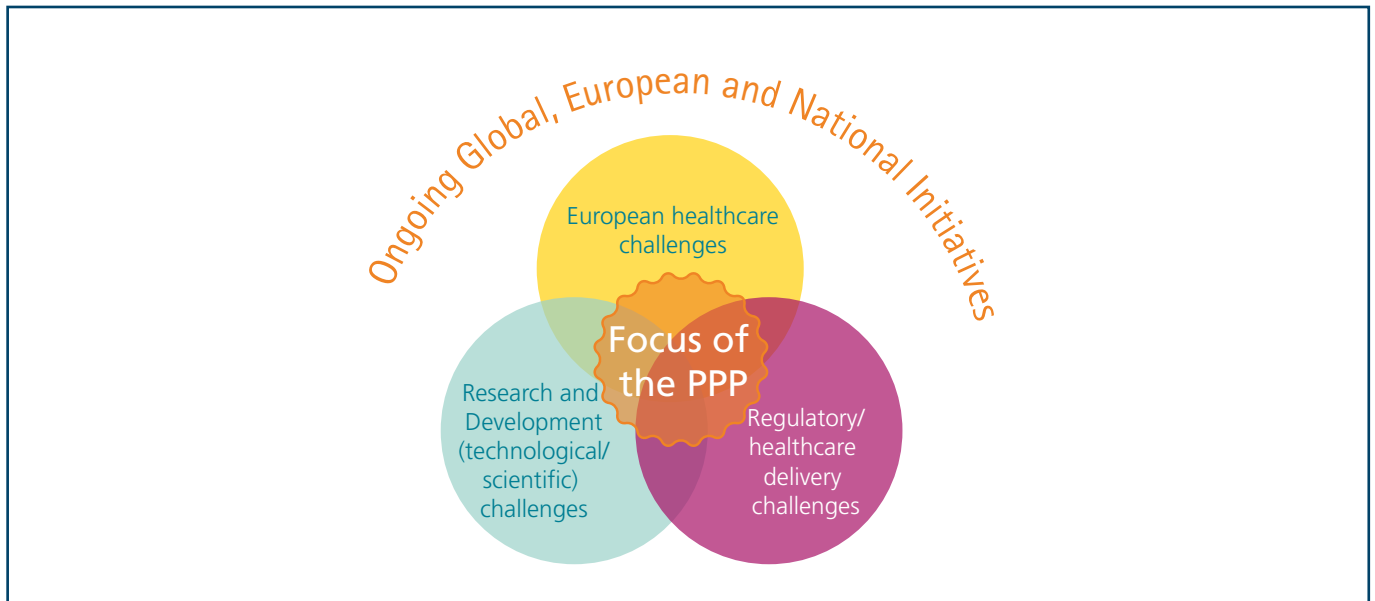 Ongoing Global, European and National Initiatives
European healthcare
challenges
Focus of
the PPP
Research and
Development
(technological/
scientific)
challenges
Regulatory/
healthcare
delivery
challenges